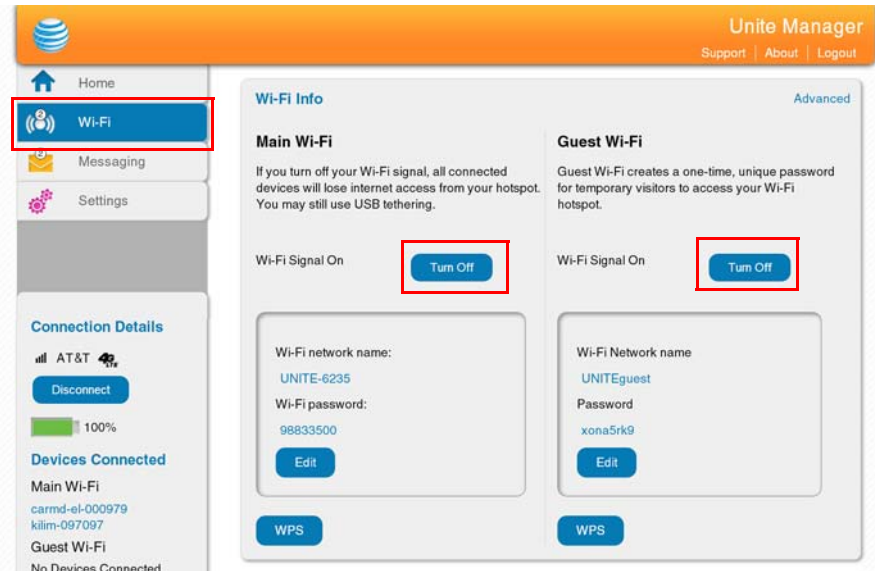 Unite Manager
Support | About | Logout
Home
2
Wi-Fi
2
Messaging
Settings
Connection Details
AT&T 4G LTE
Disconnect
100%
Devices Connected
Main Wi-Fi
carmd-el-000979
kilim-097097
Guest Wi-Fi
No Devices Connected
Wi-Fi Info
Advanced
Main Wi-Fi
If you turn off your Wi-Fi signal, all connected
devices will lose internet access from your hotspot.
You may still use USB tethering.
Wi-Fi Signal On
Turn Off
Wi-Fi network name:
UNITE-6235
Wi-Fi password:
98833500
Edit
WPS
Guest Wi-Fi
Guest Wi-Fi creates a one-time, unique password
for temporary visitors to access your Wi-Fi
hotspot.
Wi-Fi Signal On
Turn Off
Wi-Fi Network name
UNITEguest
Password
xona5rk9
Edit
WPS